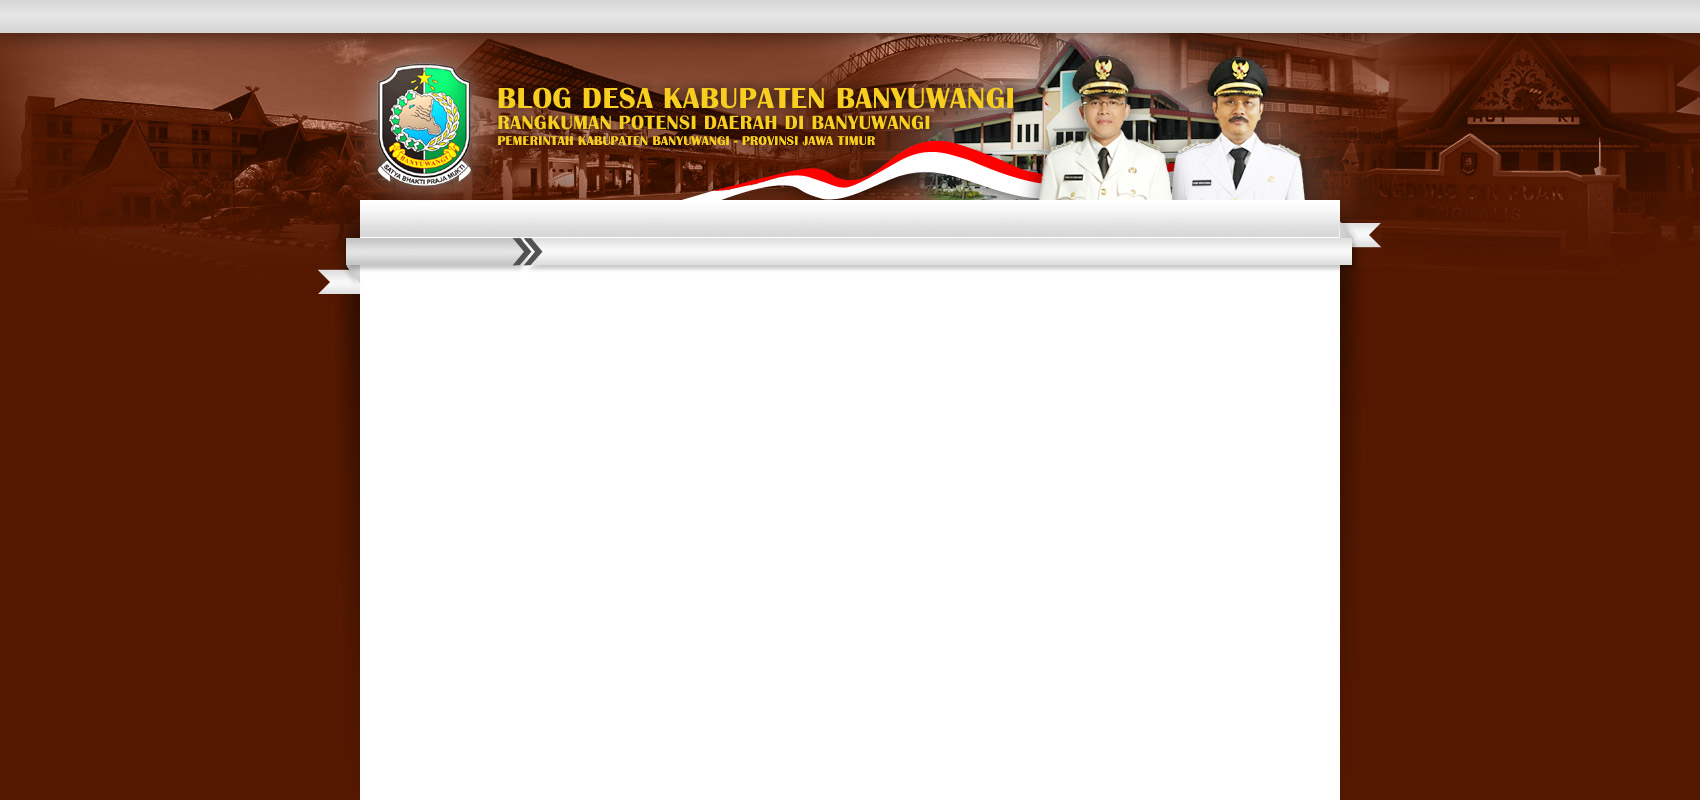 BLOG DESA KABUPATEN BANYUWANGI
RANGKUMAN POTENSI DAERAH DI BANYUWANGI
PEMERINTAH KABUPATEN BANYUWANGI - PROVINSI JAWA TIMUR
BANYUWANGI
SATYA BHAKTI PRAJA MUKTI